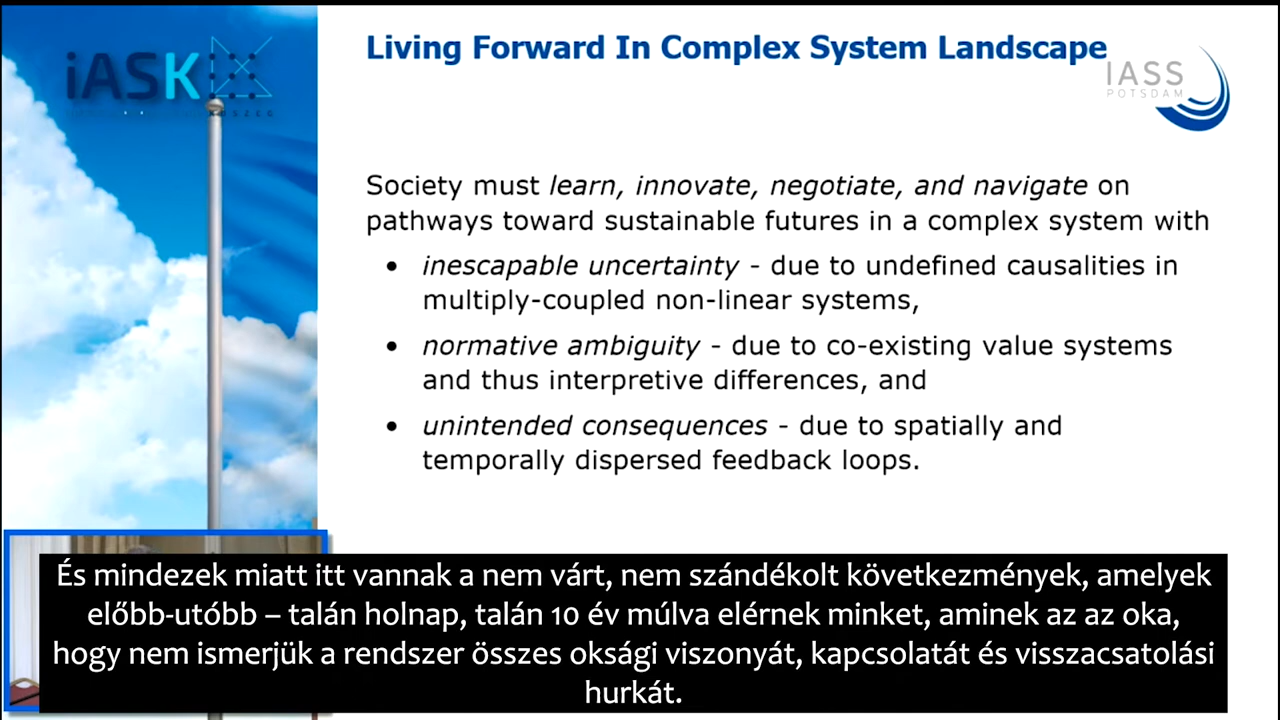 iASK
KOSZEG
Living Forward In Complex System Landscape
IASS
POTSDAM
Society must learn, innovate, negotiate, and navigate on
pathways toward sustainable futures in a complex system with
• inescapable uncertainty - due to undefined causalities in
multiply-coupled non-linear systems,
• normative ambiguity - due to co-existing value systems
and thus interpretive differences, and
• unintended consequences - due to spatially and
temporally dispersed feedback loops.
És mindezek miatt itt vannak a nem várt, nem szándékolt következmények, amelyek
előbb-utóbb – talán holnap, talán 10 év múlva elérnek minket, aminek az az oka,
hogy nem ismerjük a rendszer összes oksági viszonyát, kapcsolatát és visszacsatolási
hurkát.